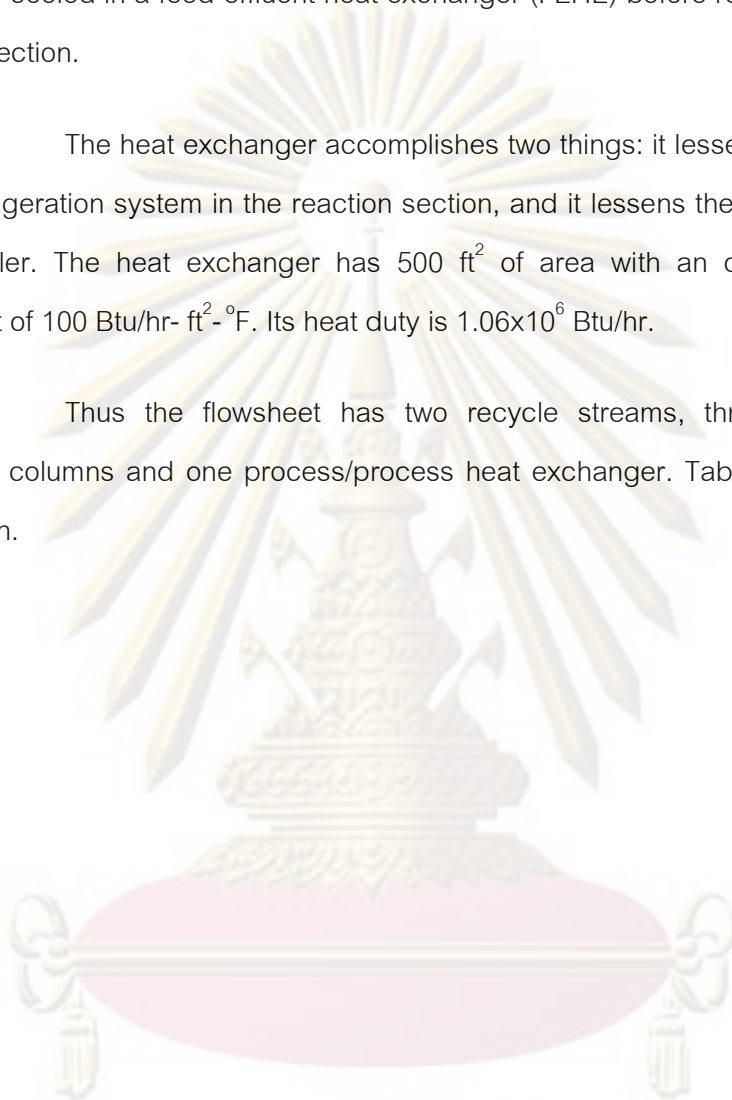 ection.
The heat exchanger accomplishes two things: it lesse
geration system in the reaction section, and it lessens the
ler. The heat exchanger has 500 ft² of area with an
t of 100 Btu/hr- ft²-°F. Its heat duty is 1.06x10⁶ Btu/hr.
Thus the flowsheet has two recycle streams, thr
columns and one process/process heat exchanger. Tab
n.